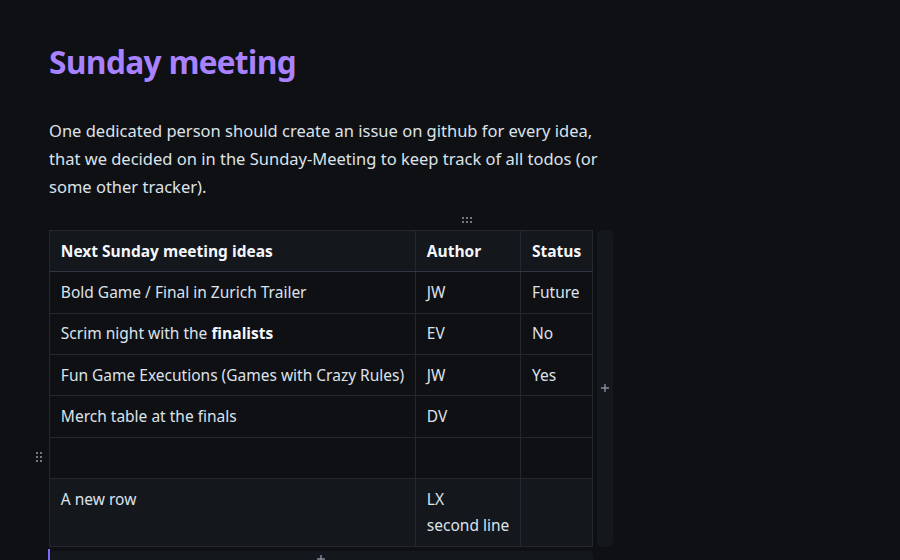 Sunday meeting
One dedicated person should create an issue on github for every idea,
that we decided on in the Sunday-Meeting to keep track of all todos (or
some other tracker).
Next Sunday meeting ideas Author Status
Bold Game / Final in Zurich Trailer JW Future
Scrim night with the finalists EV No
Fun Game Executions (Games with Crazy Rules) JW Yes
Merch table at the finals DV
A new row LX
second line